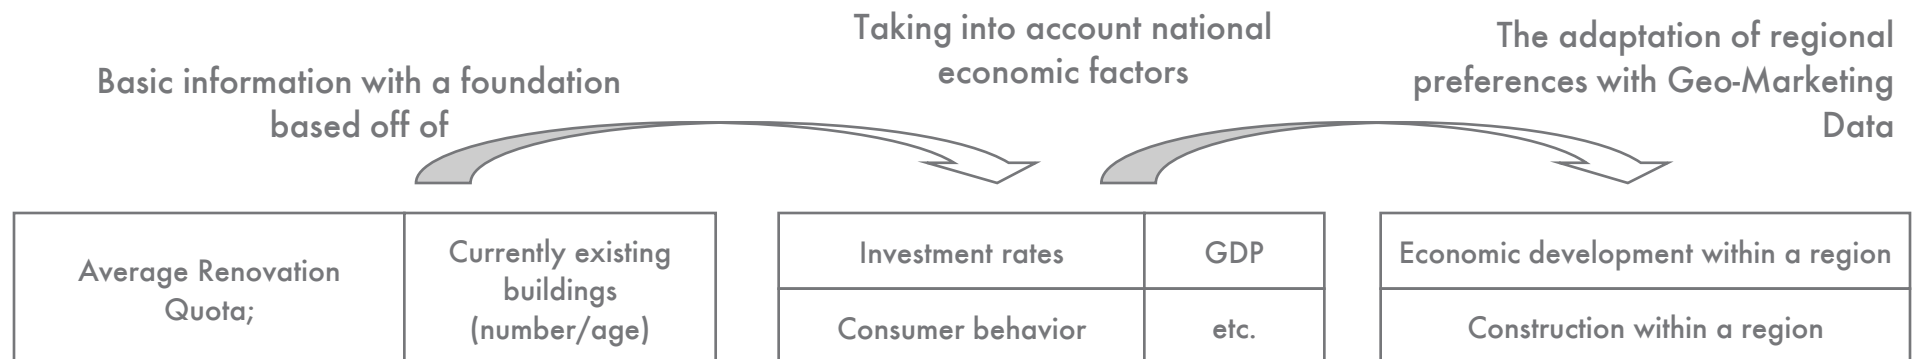 Basic information with a foundation
based off of
Taking into account national
economic factors
The adaptation of regional
preferences with Geo-Marketing
Data
Average Renovation
Quota;
Currently existing
buildings
(number/age)
Investment rates
GDP
Consumer behavior
etc.
Economic development within a region
Construction within a region